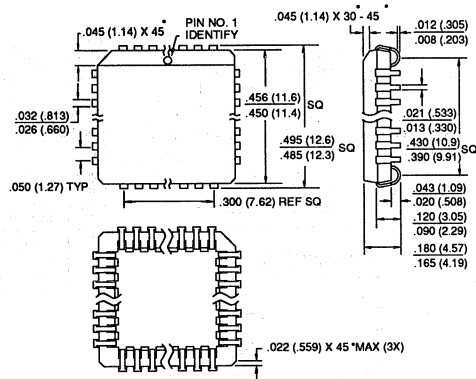 .045 (1.14) X 45°
PIN NO. 1
IDENTIFY
.045 (1.14) X 30° - 45°
.012 (.305)
.008 (.203)
.032 (.813)
.026 (.660)
.456 (11.6)
.450 (11.4)
SQ
.495 (12.6)
.485 (12.3)
SQ
.021 (.533)
.013 (.330)
.430 (10.9)
.390 (9.91)
SQ
.050 (1.27) TYP
.300 (7.62) REF SQ
.043 (1.09)
.020 (.508)
.120 (3.05)
.090 (2.29)
.180 (4.57)
.165 (4.19)
.022 (.559) X 45°MAX (3X)